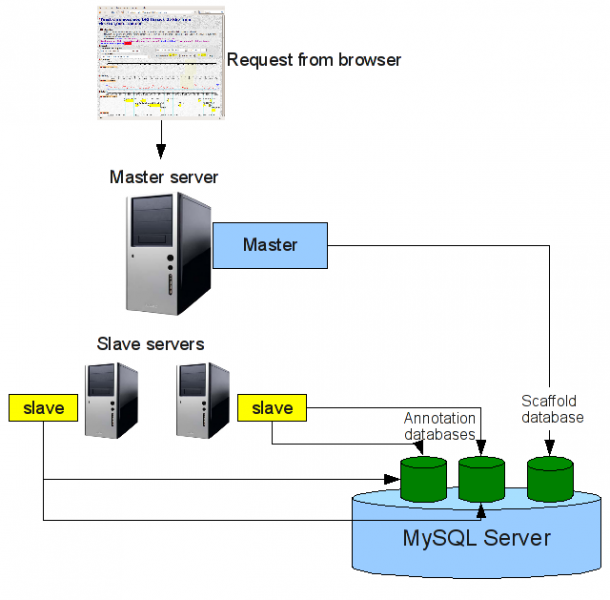 Request from browser
Master server
Master
Slave servers
slave
slave
Annotation
databases
Scaffold
database
MySQL Server